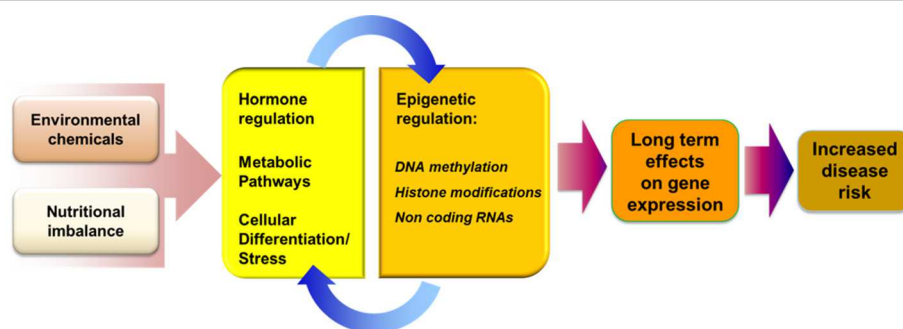 Environmental
chemicals
Nutritional
imbalance
Hormone
regulation
Metabolic
Pathways
Cellular
Differentiation/
Stress
Epigenetic
regulation:
DNA methylation
Histone modifications
Non coding RNAs
Long term
effects
on gene
expression
Increased
disease
risk